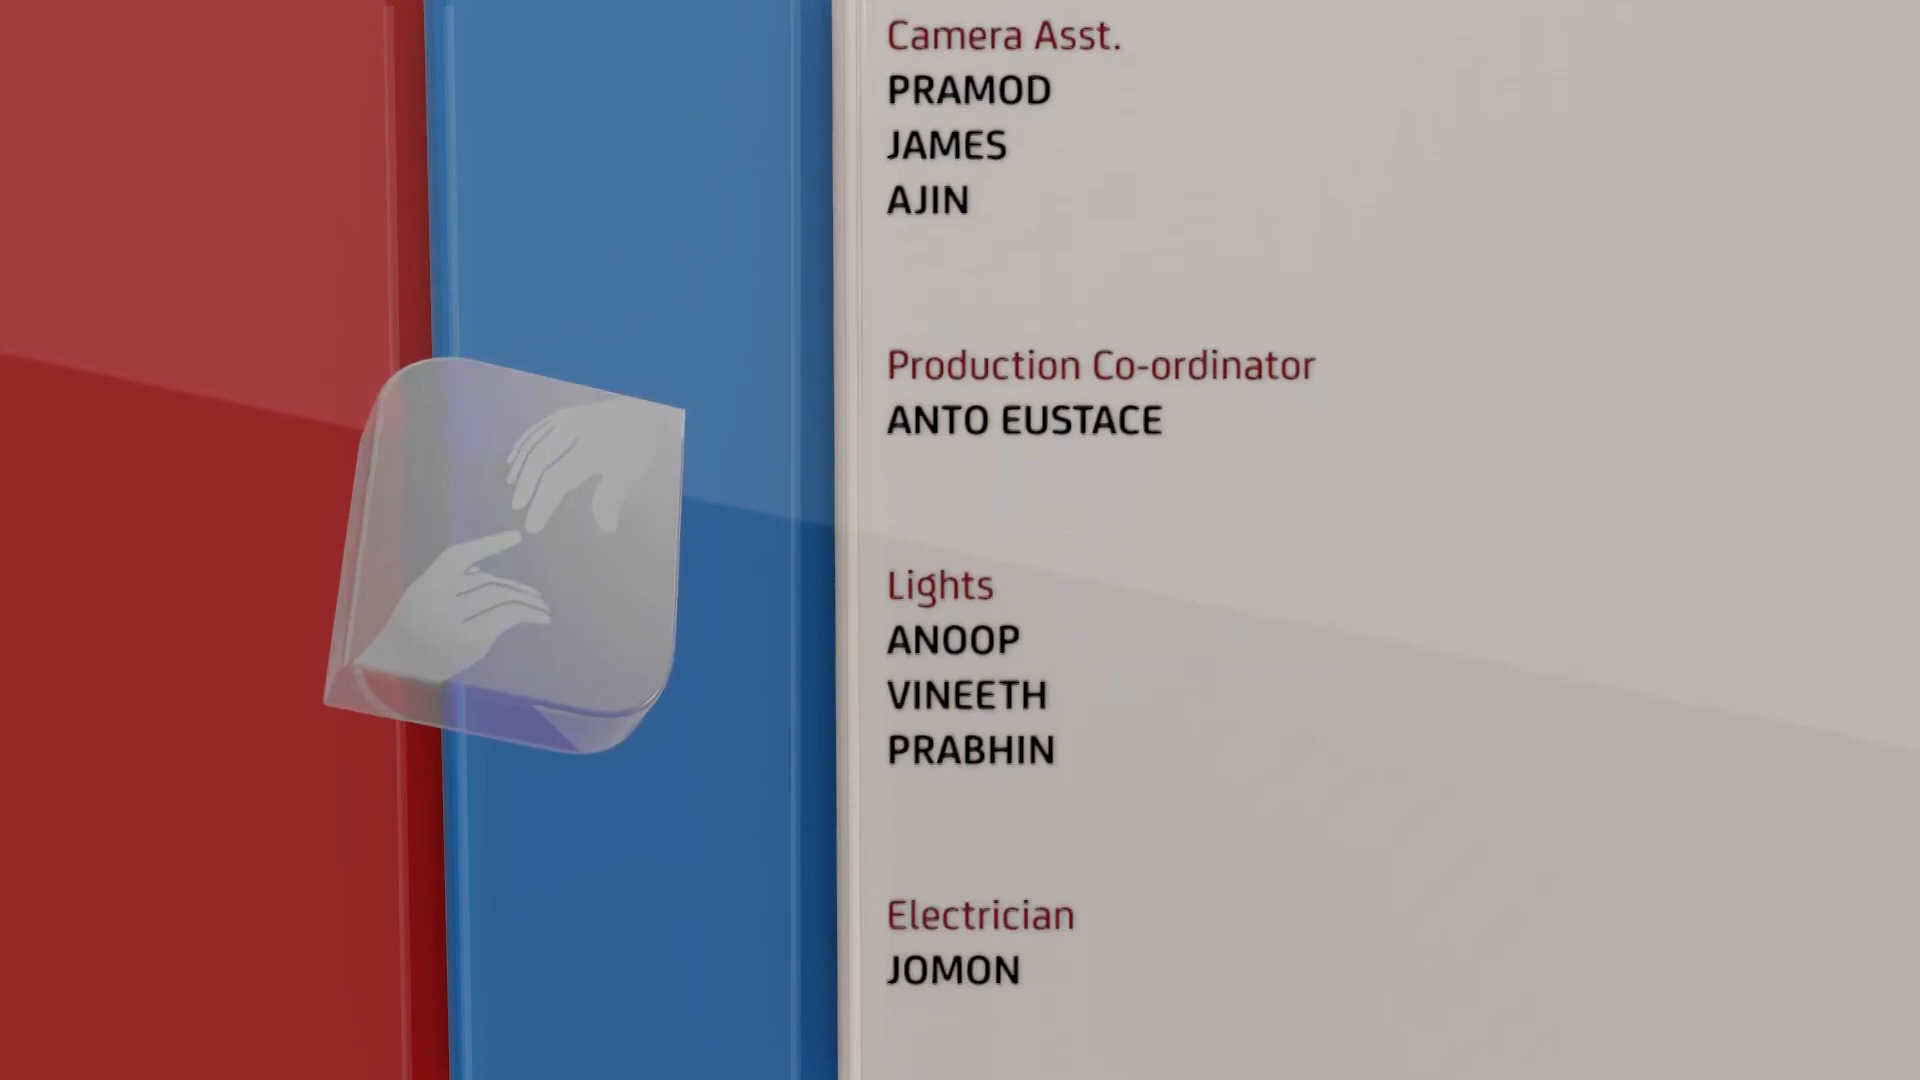 Camera Asst.
PRAMOD
JAMES
AJIN
Production Co-ordinator
ANTO EUSTACE
Lights
ANOOP
VINEETH
PRABHIN
Electrician
JOMON